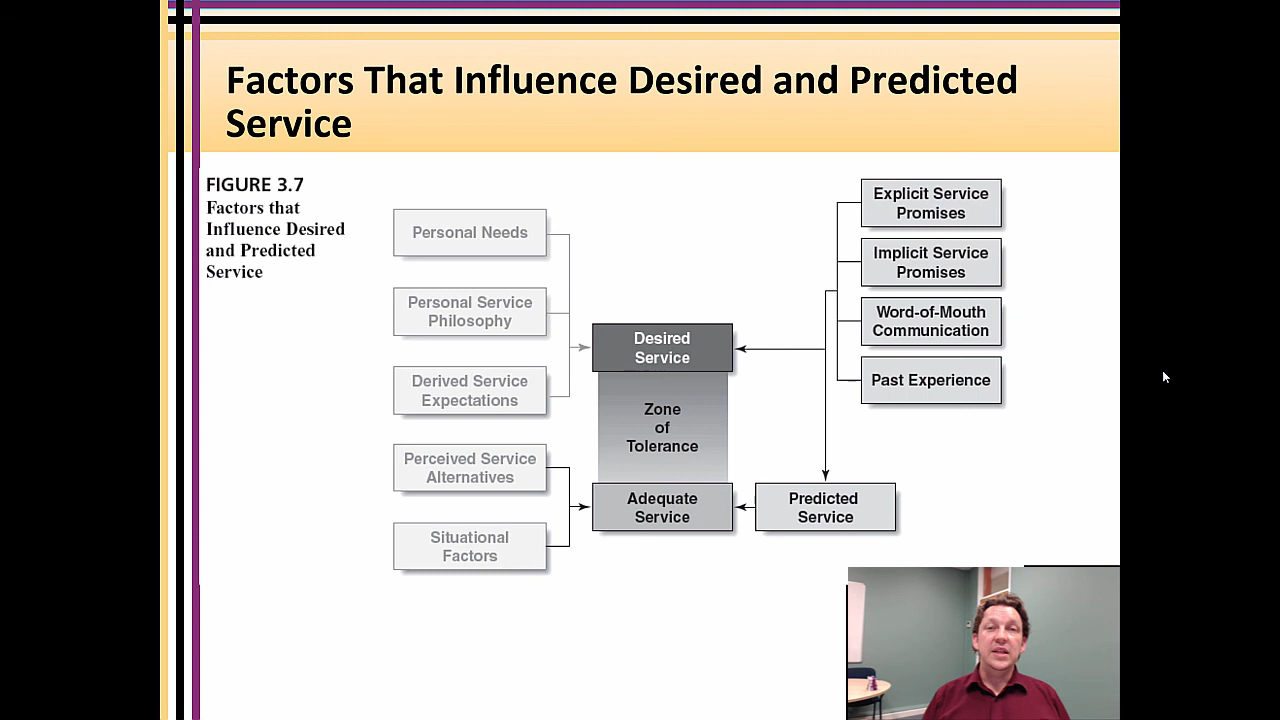 Factors That Influence Desired and Predicted
Service
FIGURE 3.7
Factors that
Influence Desired
and Predicted
Service
Personal Needs
Personal Service
Philosophy
Derived Service
Expectations
Perceived Service
Alternatives
Situational
Factors
Desired
Service
Zone
of
Tolerance
Adequate
Service
Predicted
Service
Explicit Service
Promises
Implicit Service
Promises
Word-of-Mouth
Communication
Past Experience